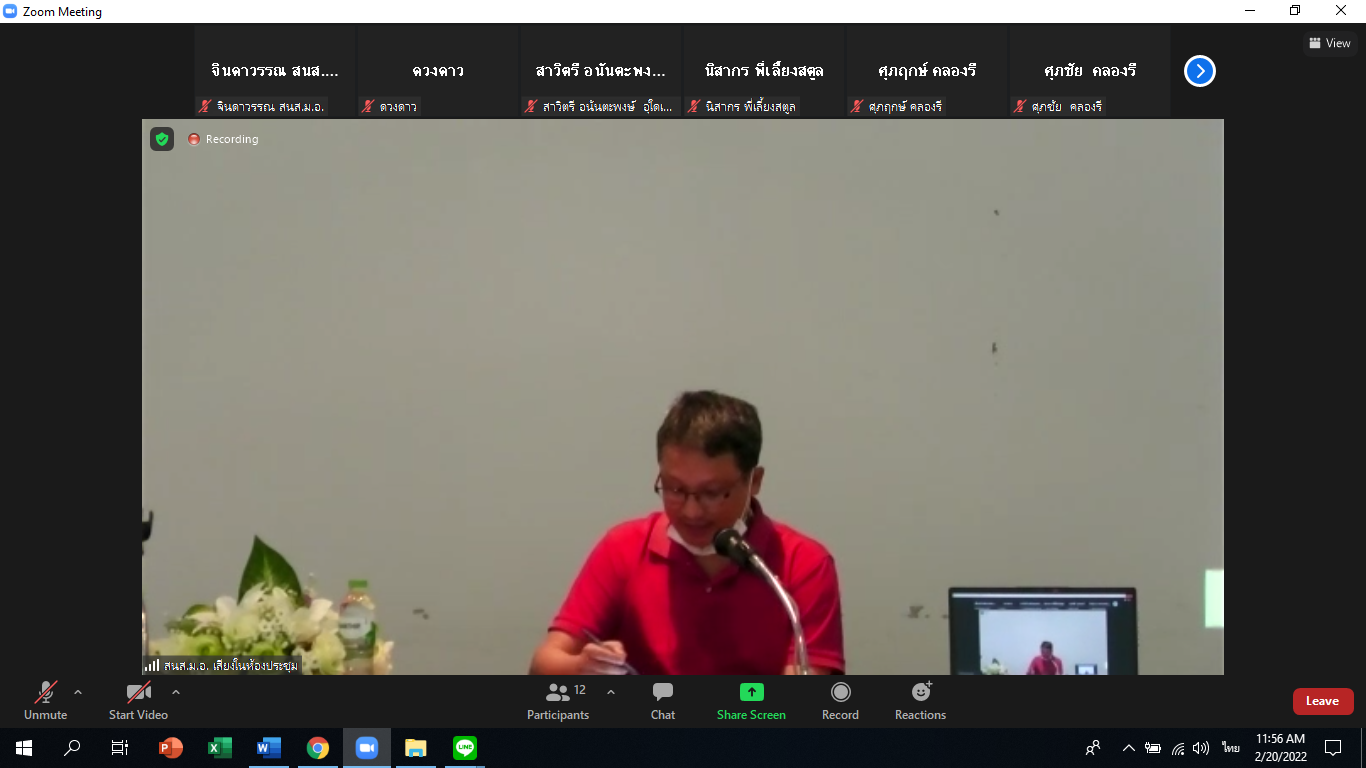 Zoom Meeting
View
จินดาวรรณ สนส....
ดวงดาว
สาวิตรี อนันตะพง...
นิสากร พี่เลี้ยงสตูล
ศุภฤกษ์ คลองรี
ศุภชัย คลองรี
จินดาวรรณ สนส.ม.อ.
ดวงดาว
สาวิตรี อนันตะพงษ์
นิสากร พี่เลี้ยงสตูล
ศุภฤกษ์ คลองรี
ศุภชัย คลองรี
Recording
สนส.ม.อ. เสียงในห้องประชุม
Unmute
Start Video
12
Participants
Chat
Share Screen
Record
Reactions
Leave
LINE
ไทย
11:56 AM
2/20/2022